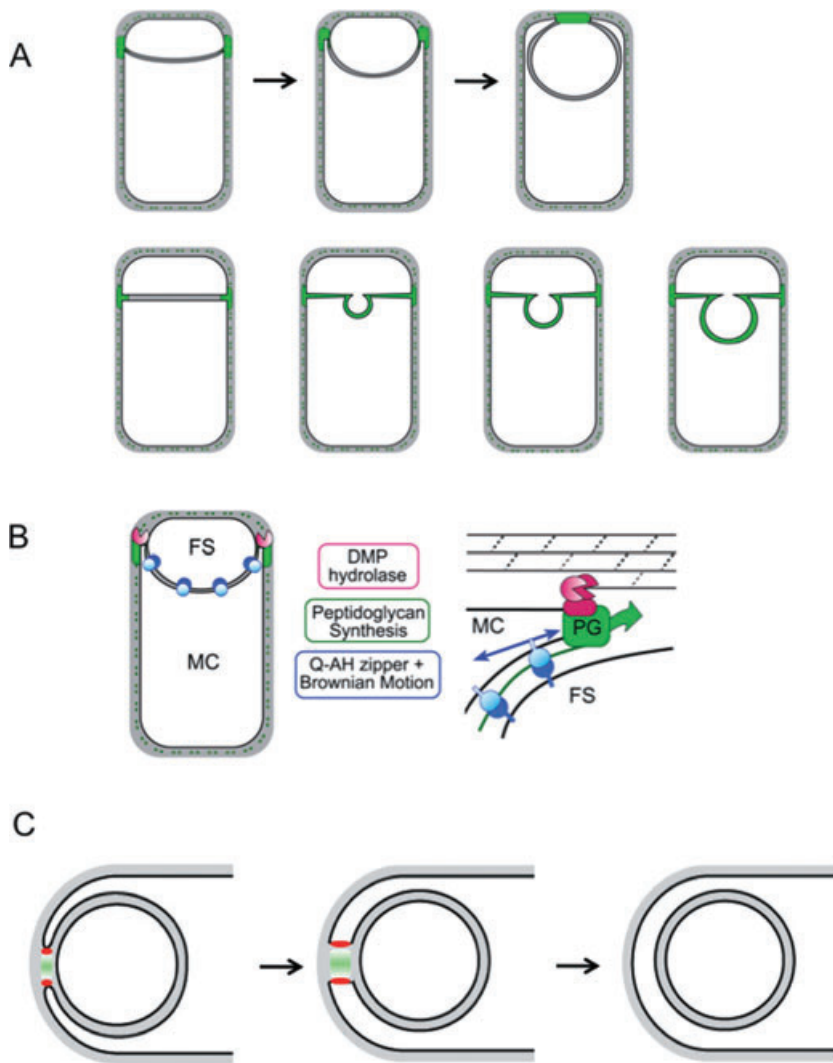 A
B
FS
MC
DMP
hydrolase
Peptidoglycan
Synthesis
Q-AH zipper +
Brownian Motion
MC
PG
FS
C